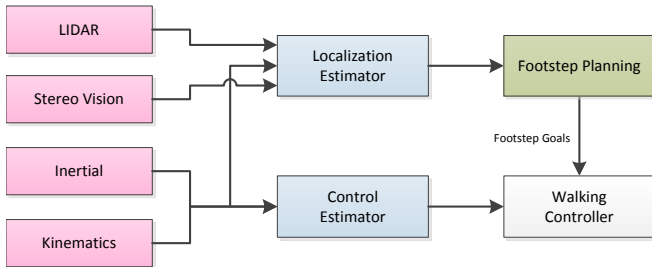 LIDAR
Stereo Vision
Inertial
Kinematics
Localization
Estimator
Control
Estimator
Footstep Planning
Footstep Goals
Walking
Controller